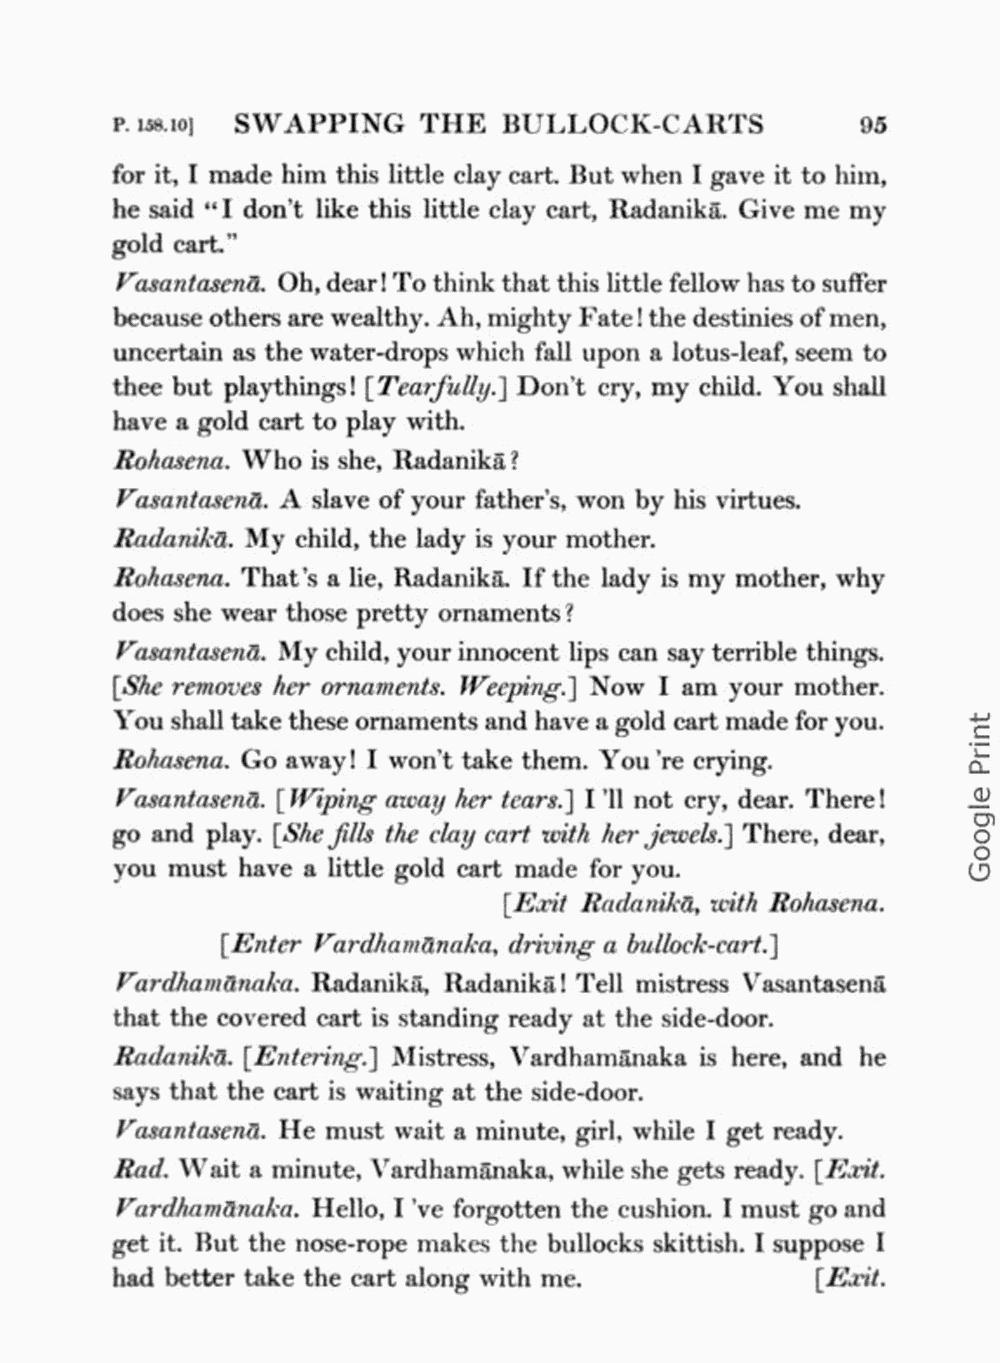 P. 158.10] SWAPPING THE BULLOCK-CARTS 95
for it, I made him this little clay cart. But when I gave it to him,
he said “I don't like this little clay cart, Radanikā. Give me my
gold cart.”
Vasantasenā. Oh, dear! To think that this little fellow has to suffer
because others are wealthy. Ah, mighty Fate! the destinies of men,
uncertain as the water-drops which fall upon a lotus-leaf, seem to
thee but playthings! [Tearfully.] Don't cry, my child. You shall
have a gold cart to play with.
Rohasena. Who is she, Radanikā?
Vasantasenā. A slave of your father's, won by his virtues.
Radanikā. My child, the lady is your mother.
Rohasena. That's a lie, Radanikā. If the lady is my mother, why
does she wear those pretty ornaments?
Vasantasenā. My child, your innocent lips can say terrible things.
[She removes her ornaments. Weeping.] Now I am your mother.
You shall take these ornaments and have a gold cart made for you.
Rohasena. Go away! I won't take them. You 're crying.
Vasantasenā. [Wiping away her tears.] I 'll not cry, dear. There!
go and play. [She fills the clay cart with her jewels.] There, dear,
you must have a little gold cart made for you.
[Exit Radanikā, with Rohasena.
[Enter Vardhamānaka, driving a bullock-cart.]
Vardhamānaka. Radanikā, Radanikā! Tell mistress Vasantasenā
that the covered cart is standing ready at the side-door.
Radanikā. [Entering.] Mistress, Vardhamānaka is here, and he
says that the cart is waiting at the side-door.
Vasantasenā. He must wait a minute, girl, while I get ready.
Rad. Wait a minute, Vardhamānaka, while she gets ready. [Exit.
Vardhamānaka. Hello, I 've forgotten the cushion. I must go and
get it. But the nose-rope makes the bullocks skittish. I suppose I
had better take the cart along with me. [Exit.
Google Print